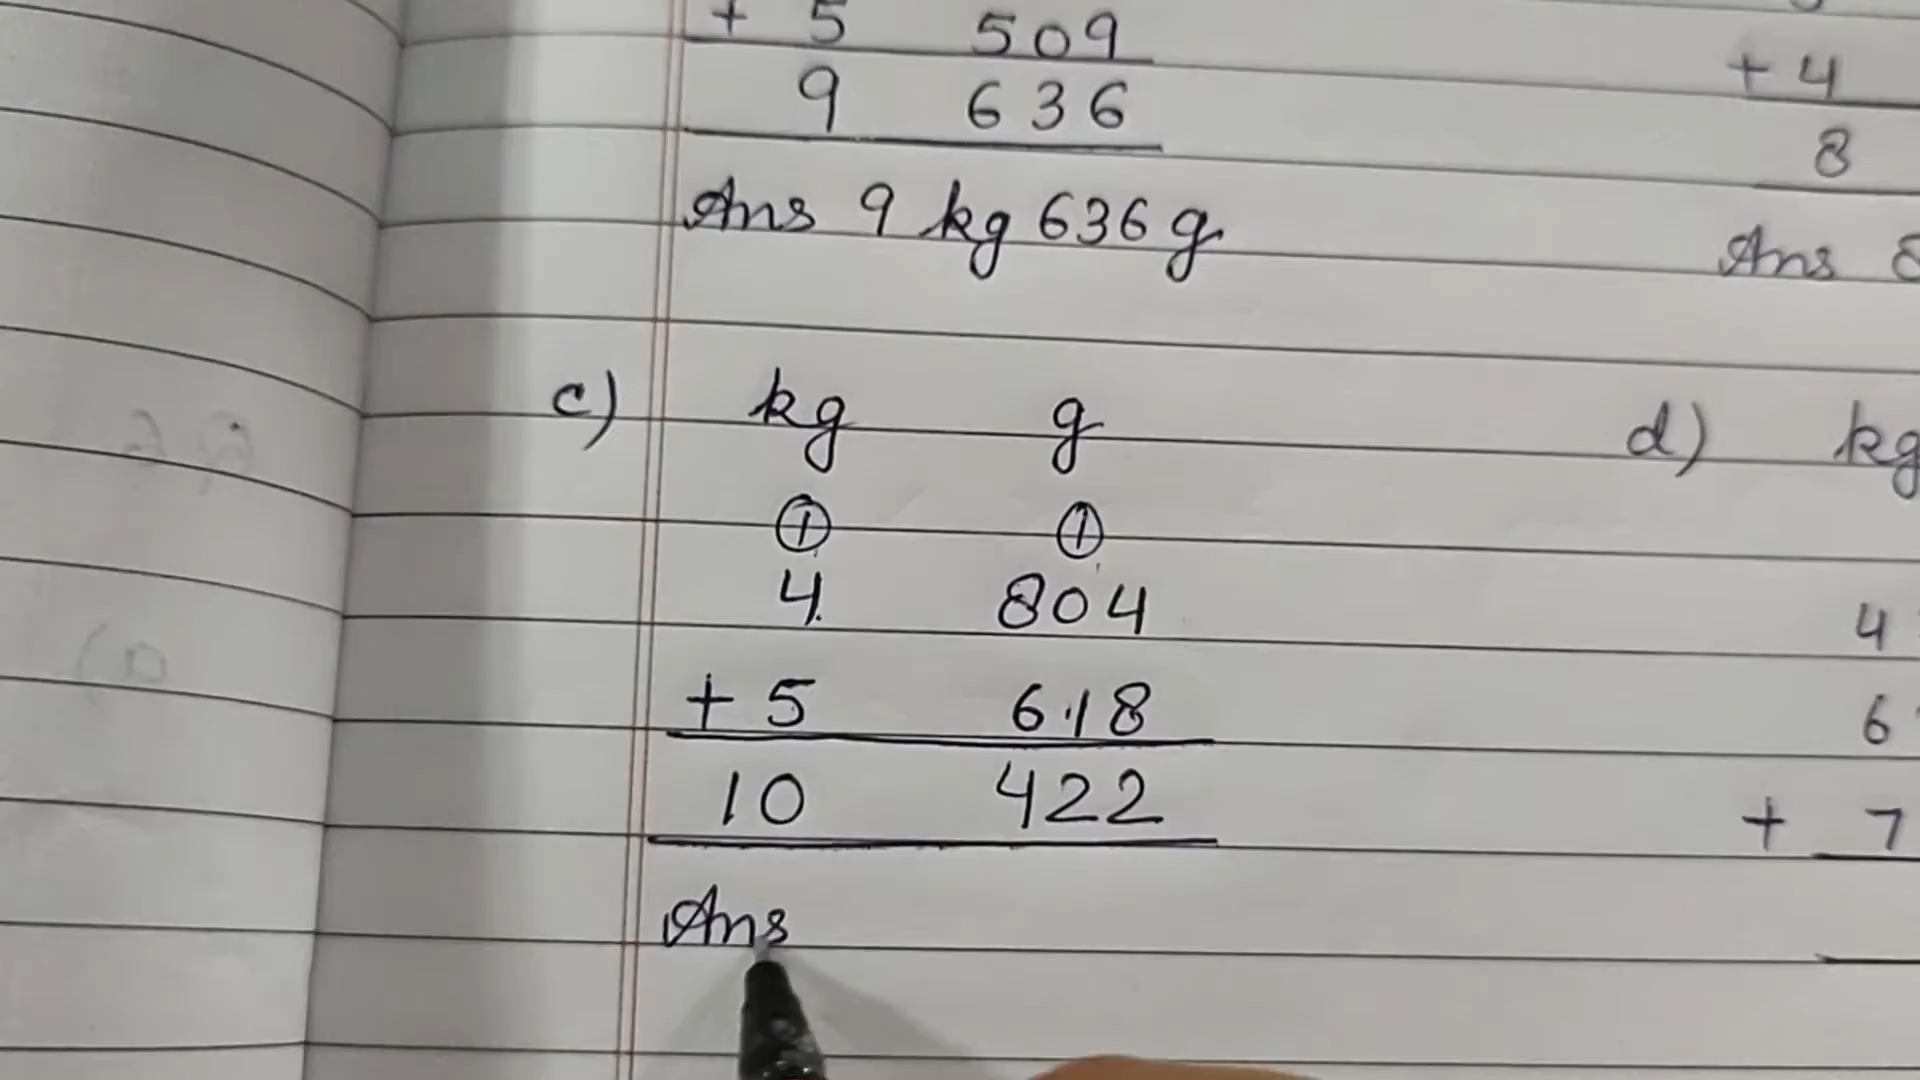 + 5 509
9 636
Ans 9 kg 636 g
+ 4
8
Ans
c) kg g
① ①
4 804
+ 5 618
10 422
Ans
d) kg
4
6
+ 7